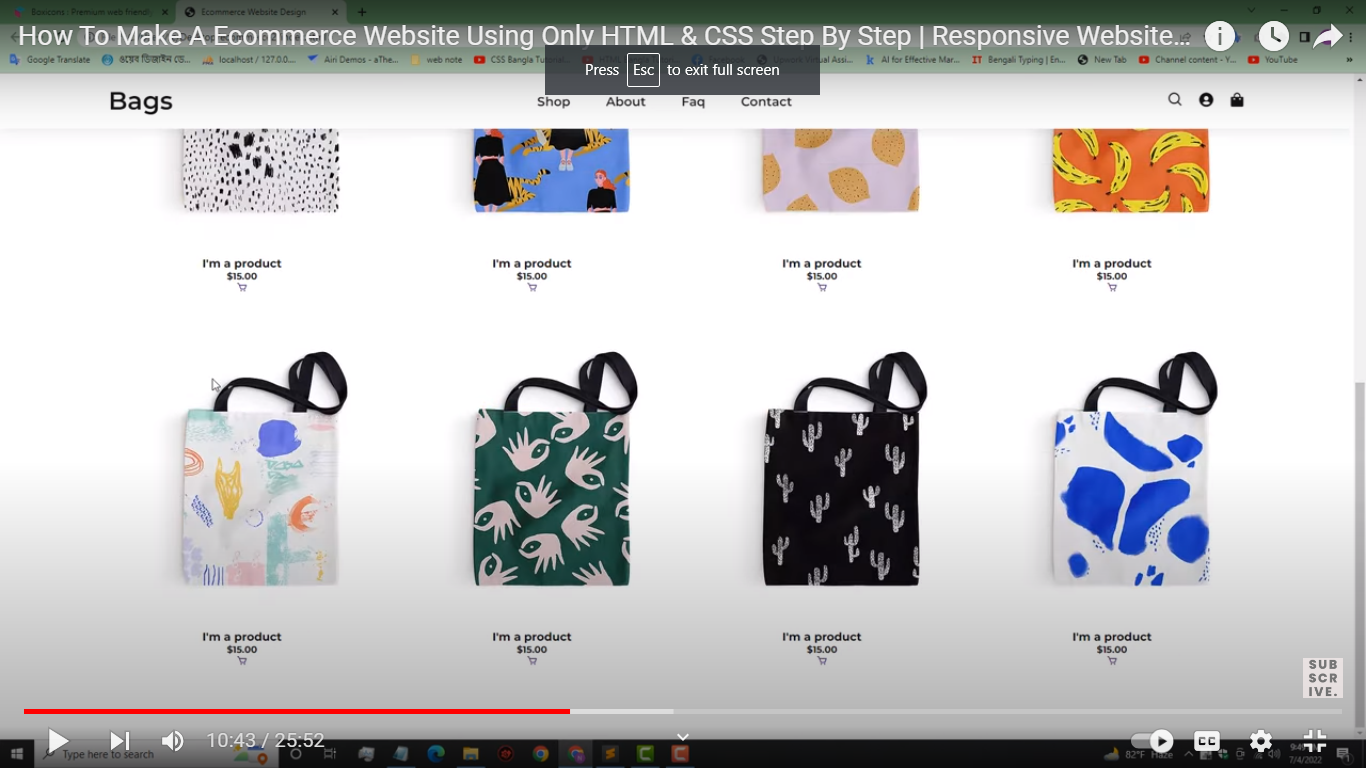 Boxicons : Premium web friendly
Ecommerce Website Design
How To Make A Ecommerce Website Using Only HTML & CSS Step By Step | Responsive Website...
Google Translate
ওয়েব ডিজাইন তে...
localhost / 127.0.0....
Airi Demos - aThe...
web note
CSS Bangla Tutorial...
Assi...
AI for Effective Mar...
Bengali Typing | En...
New Tab
Channel content - Y...
YouTube
Press Esc to exit full screen
Bags
Shop About Faq Contact
I'm a product I'm a product I'm a product I'm a product
$15.00 $15.00 $15.00 $15.00
I'm a product I'm a product I'm a product I'm a product
$15.00 $15.00 $15.00 $15.00
SUB
SCR
IVE.
10:43 / 25:52
CC
Type here to search
82°F Haze
7/4/2022